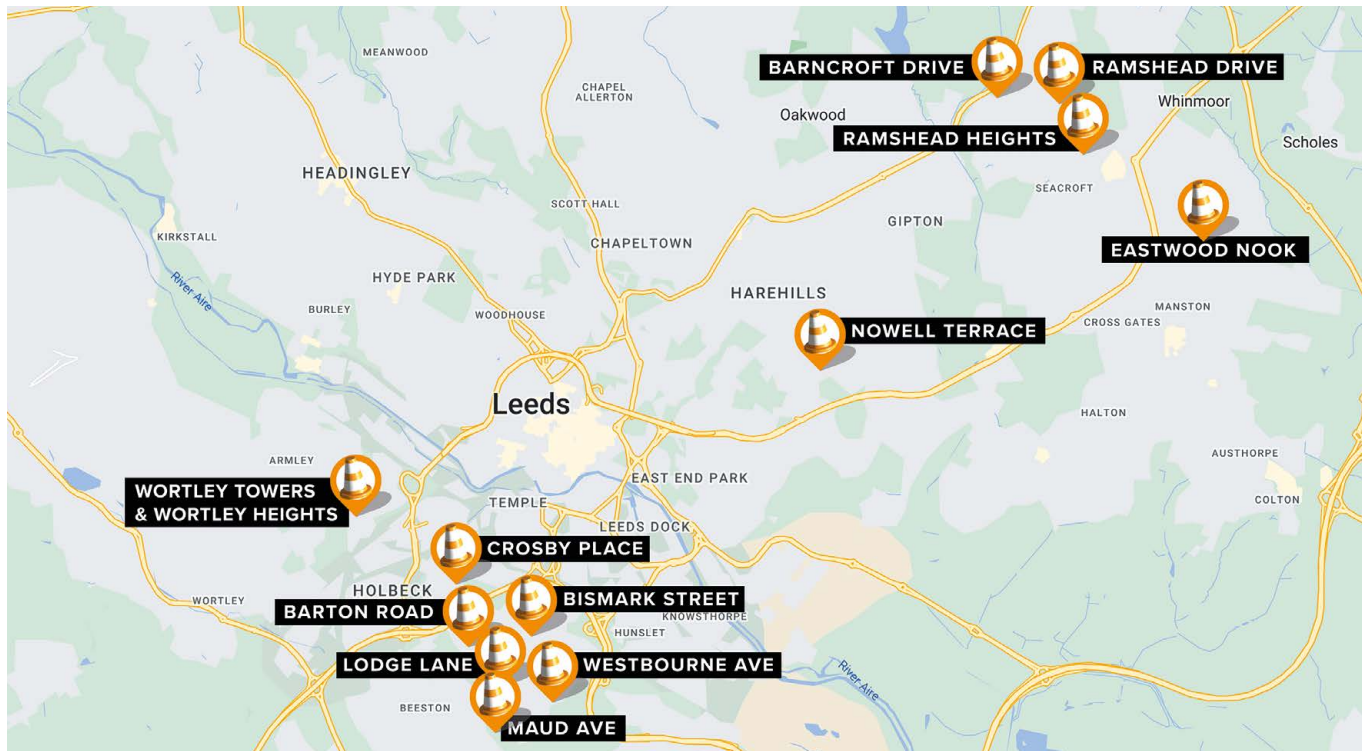 MEANWOOD
CHAPEL
ALLERTON
BARNCROFT DRIVE
RAMSHEAD DRIVE
Oakwood
Whinmoor
RAMSHEAD HEIGHTS
Scholes
HEADINGLEY
SEACROFT
SCOTT HALL
GIPTON
KIRKSTALL
CHAPELTOWN
EASTWOOD NOOK
River Aire
HYDE PARK
HAREHILLS
BURLEY
WOODHOUSE
MANSTON
CROSS GATES
NOWELL TERRACE
Leeds
HALTON
ARMLEY
AUSTHORPE
EAST END PARK
WORTLEY TOWERS
& WORTLEY HEIGHTS
TEMPLE
COLTON
LEEDS DOCK
CROSBY PLACE
HOLBECK
WORTLEY
BISMARK STREET
BARTON ROAD
KNOWSTHORPE
HUNSLET
LODGE LANE
WESTBOURNE AVE
River Aire
BEESTON
MAUD AVE